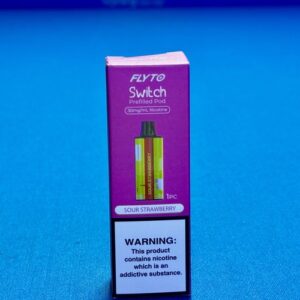 FLYTO
Switch
Prefilled Pod
SOUR STRAWBERRY
1PC
SOUR STRAWBERRY
WARNING:
This product
contains nicotine
which is an
addictive substance.